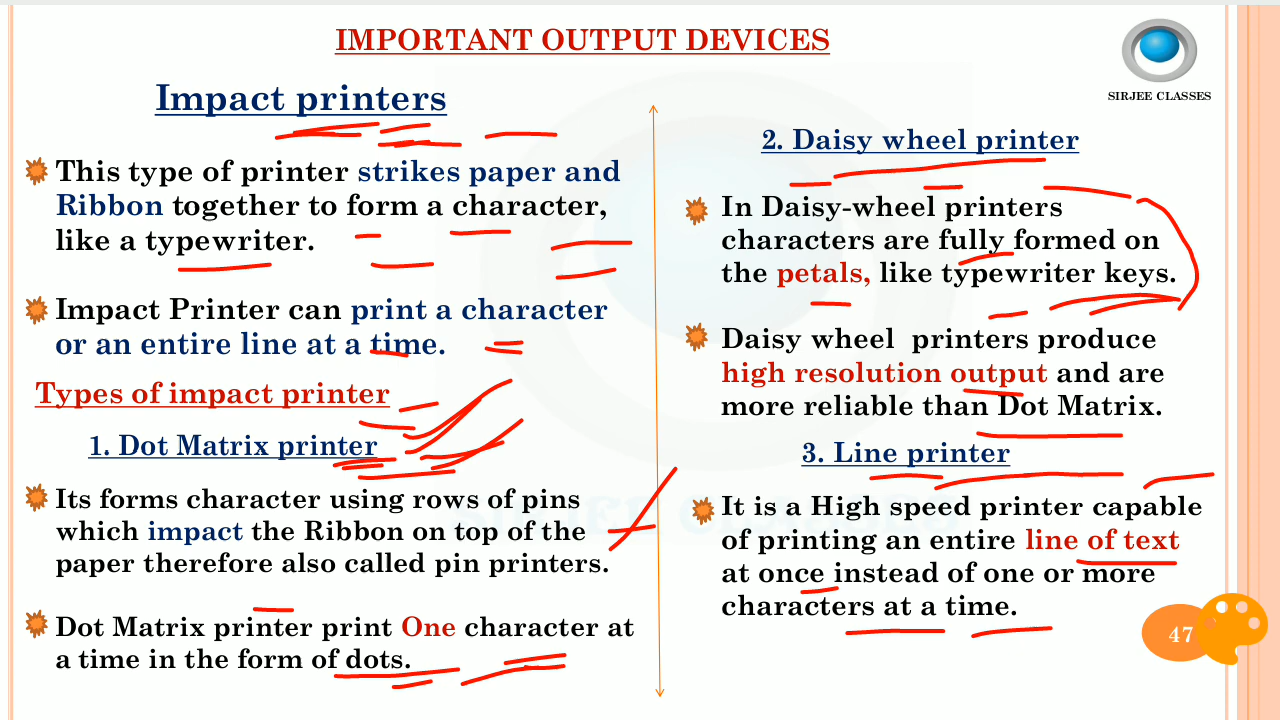 IMPORTANT OUTPUT DEVICES
SIRJEE CLASSES
Impact printers
This type of printer strikes paper and
Ribbon together to form a character,
like a typewriter.
Impact Printer can print a character
or an entire line at a time.
Types of impact printer
1. Dot Matrix printer
Its forms character using rows of pins
which impact the Ribbon on top of the
paper therefore also called pin printers.
Dot Matrix printer print One character at
a time in the form of dots.
2. Daisy wheel printer
In Daisy-wheel printers
characters are fully formed on
the petals, like typewriter keys.
Daisy wheel printers produce
high resolution output and are
more reliable than Dot Matrix.
3. Line printer
It is a High speed printer capable
of printing an entire line of text
at once instead of one or more
characters at a time.
47
SIRJEE CLASSES